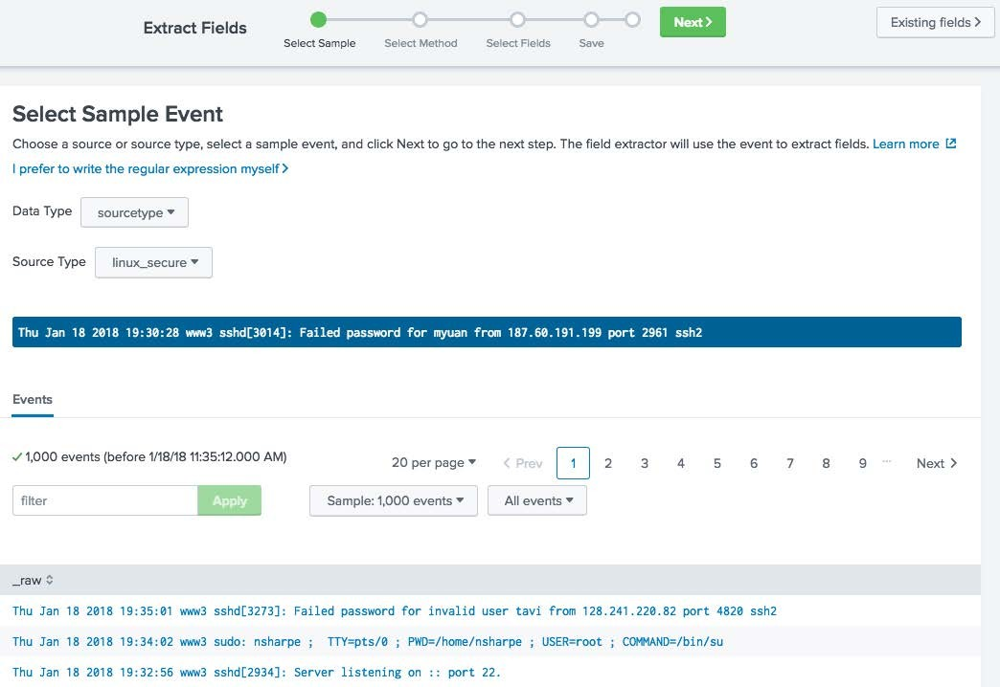 Extract Fields
Select Sample
Select Method
Select Fields
Save
Next >
Existing fields >
Select Sample Event
Choose a source or source type, select a sample event, and click Next to go to the next step. The field extractor will use the event to extract fields. Learn more
I prefer to write the regular expression myself >
Data Type sourcetype
Source Type linux_secure
Thu Jan 18 2018 19:30:28 www3 sshd[3014]: Failed password for myuan from 187.60.191.199 port 2961 ssh2
Events
✓ 1,000 events (before 1/18/18 11:35:12.000 AM)
20 per page < Prev 1 2 3 4 5 6 7 8 9 ... Next >
filter Apply Sample: 1,000 events All events
_raw
Thu Jan 18 2018 19:35:01 www3 sshd[3273]: Failed password for invalid user tavi from 128.241.220.82 port 4820 ssh2
Thu Jan 18 2018 19:34:02 www3 sudo: nsharpe ;  TTY=pts/0 ; PWD=/home/nsharpe ; USER=root ; COMMAND=/bin/su
Thu Jan 18 2018 19:32:56 www3 sshd[2934]: Server listening on :: port 22.